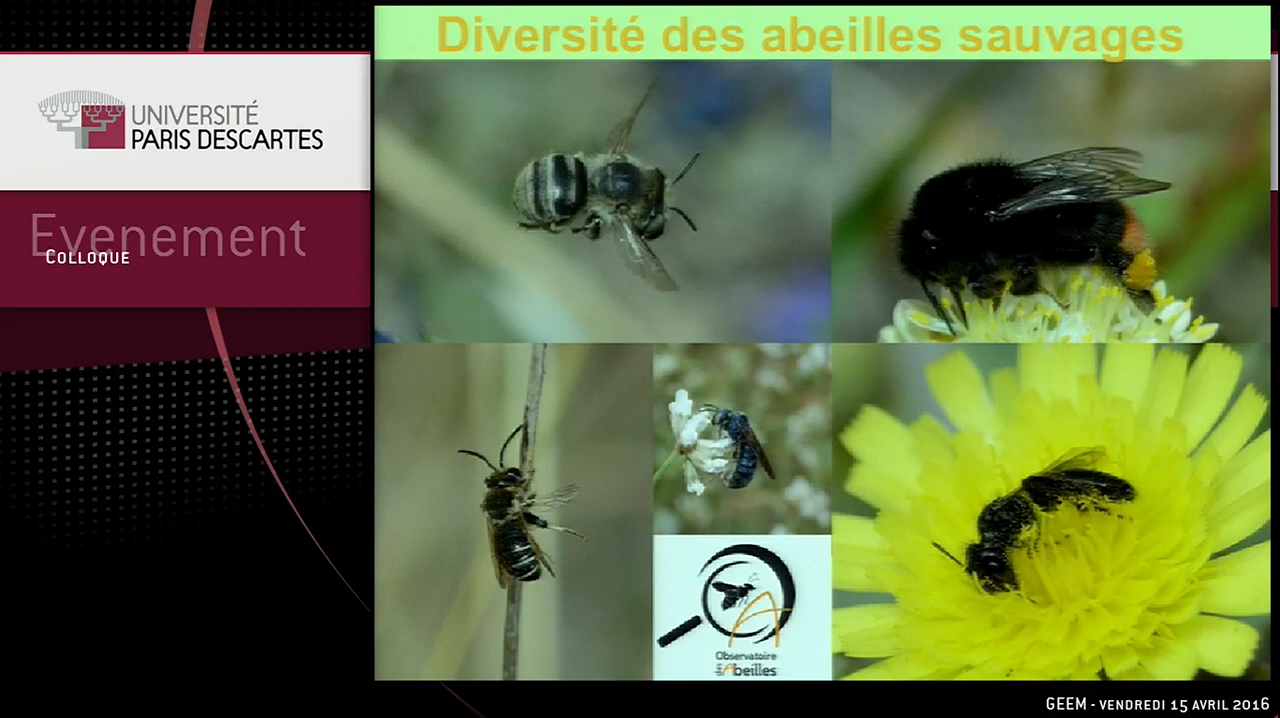 Diversité des abeilles sauvages
UNIVERSITÉ
PARIS DESCARTES
Evenement
COLLOQUE
Observatoire
des Abeilles
GEEM - VENDREDI 15 AVRIL 2016